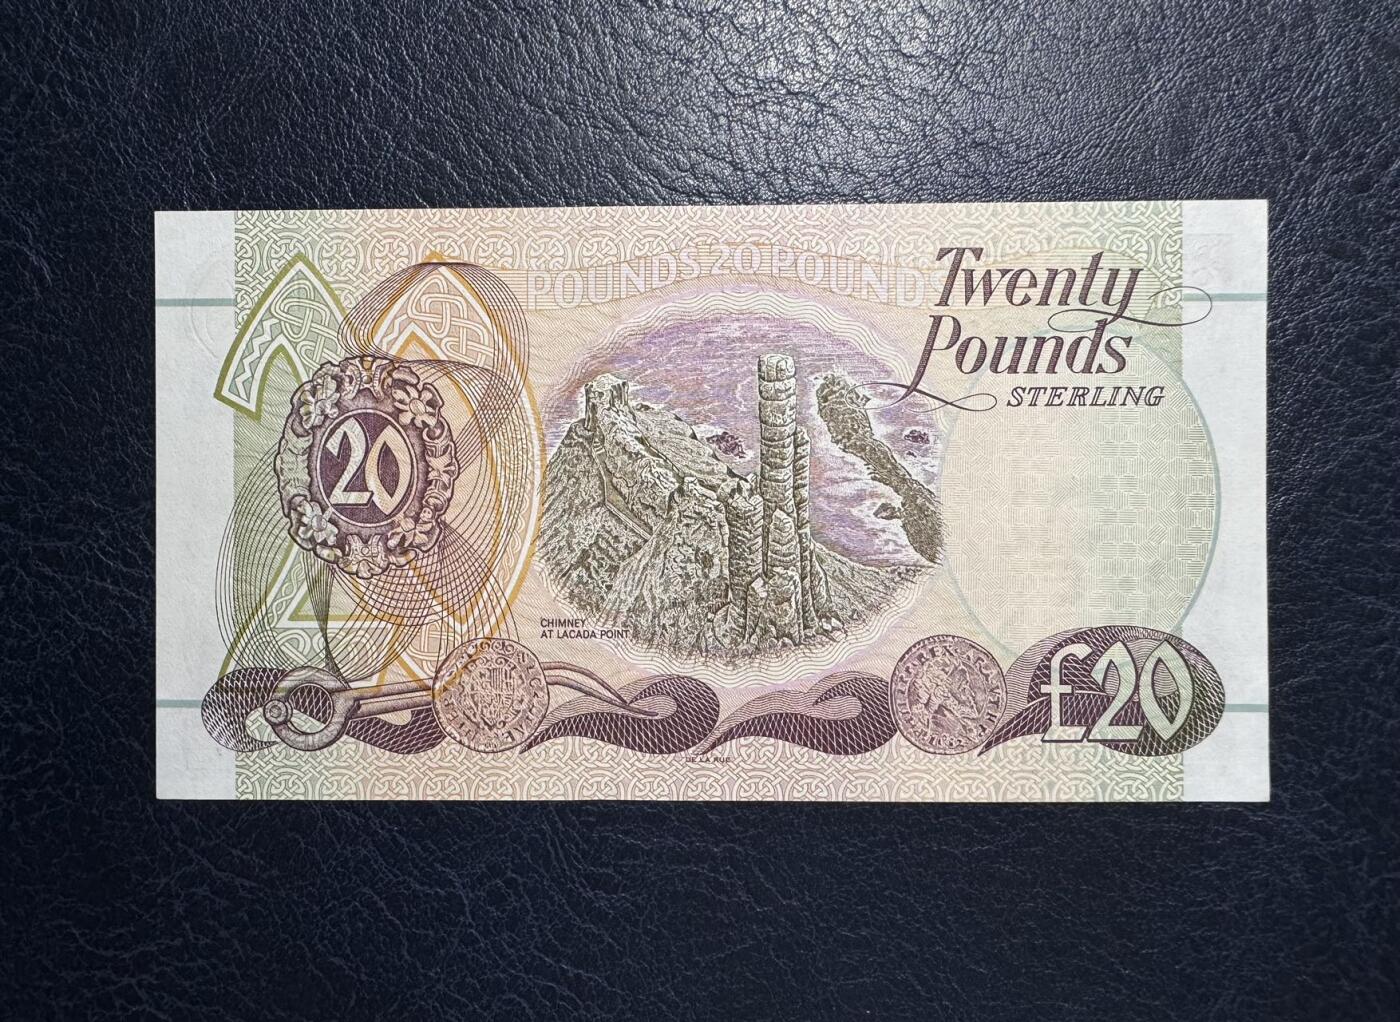 POUNDS 20 POUNDS
Twenty
Pounds
STERLING
20
CHIMNEY
AT LACADA POINT
£20
DE LA RUE